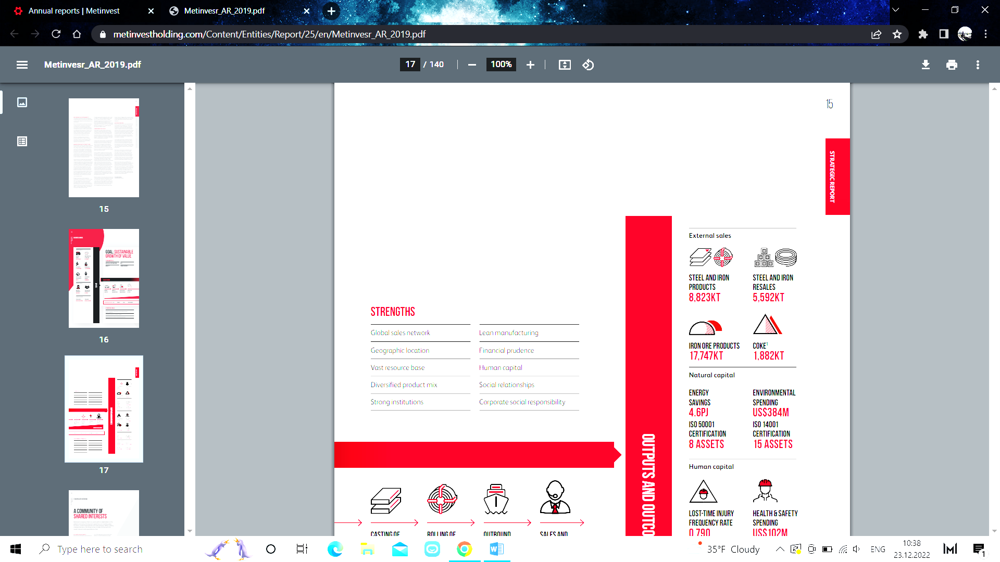 Annual reports | Metinvest
Metinvesr_AR_2019.pdf
metinvestholding.com/Content/Entities/Report/25/en/Metinvesr_AR_2019.pdf
Metinvesr_AR_2019.pdf
17 / 140
100%
15
16
GOAL: SUSTAINABLE
GROWTH OF VALUE
17
A COMMUNITY OF
SHARED INTERESTS
15
STRATEGIC REPORT
STRENGTHS
Global sales network
Lean manufacturing
Geographic location
Financial prudence
Vast resource base
Human capital
Diversified product mix
Social relationships
Strong institutions
Corporate social responsibility
CASTING OF
ROLLING OF
OUTBOUND
SALES AND
OUTPUTS AND OUTCO
External sales
STEEL AND IRON
PRODUCTS
8,823KT
STEEL AND IRON
RESALES
5,592KT
IRON ORE PRODUCTS
17,747KT
COKE¹
1,882KT
Natural capital
ENERGY
SAVINGS
4.6PJ
ENVIRONMENTAL
SPENDING
US$384M
ISO 50001
CERTIFICATION
8 ASSETS
ISO 14001
CERTIFICATION
15 ASSETS
Human capital
LOST-TIME INJURY
FREQUENCY RATE
0.790
HEALTH & SAFETY
SPENDING
US$102M
Type here to search
35°F Cloudy
ENG
10:38
23.12.2022
1